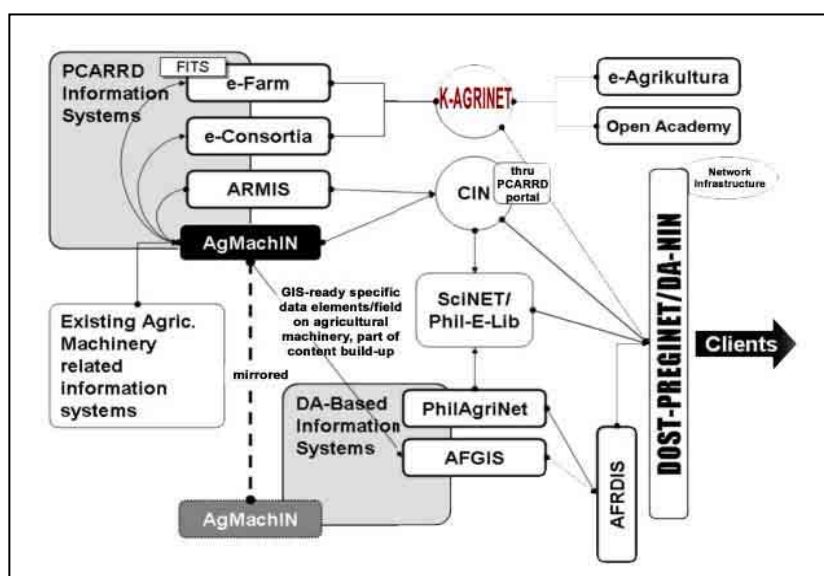 PCARRD
Information
Systems
FITS
e-Farm
e-Consortia
ARMIS
AgMachIN
K-AGRINET
e-Agrikultura
Open Academy
CIN
thru
PCARRD
portal
Network
Infrastructure
Existing Agric.
Machinery
related
information
systems
GIS-ready specific
data elements/field
on agricultural
machinery, part of
content build-up
mirrored
SciNET/
Phil-E-Lib
DA-Based
Information
Systems
PhilAgriNet
AFGIS
AgMachIN
AFRDIS
DOST-PREGINET/DA-NIN
Clients